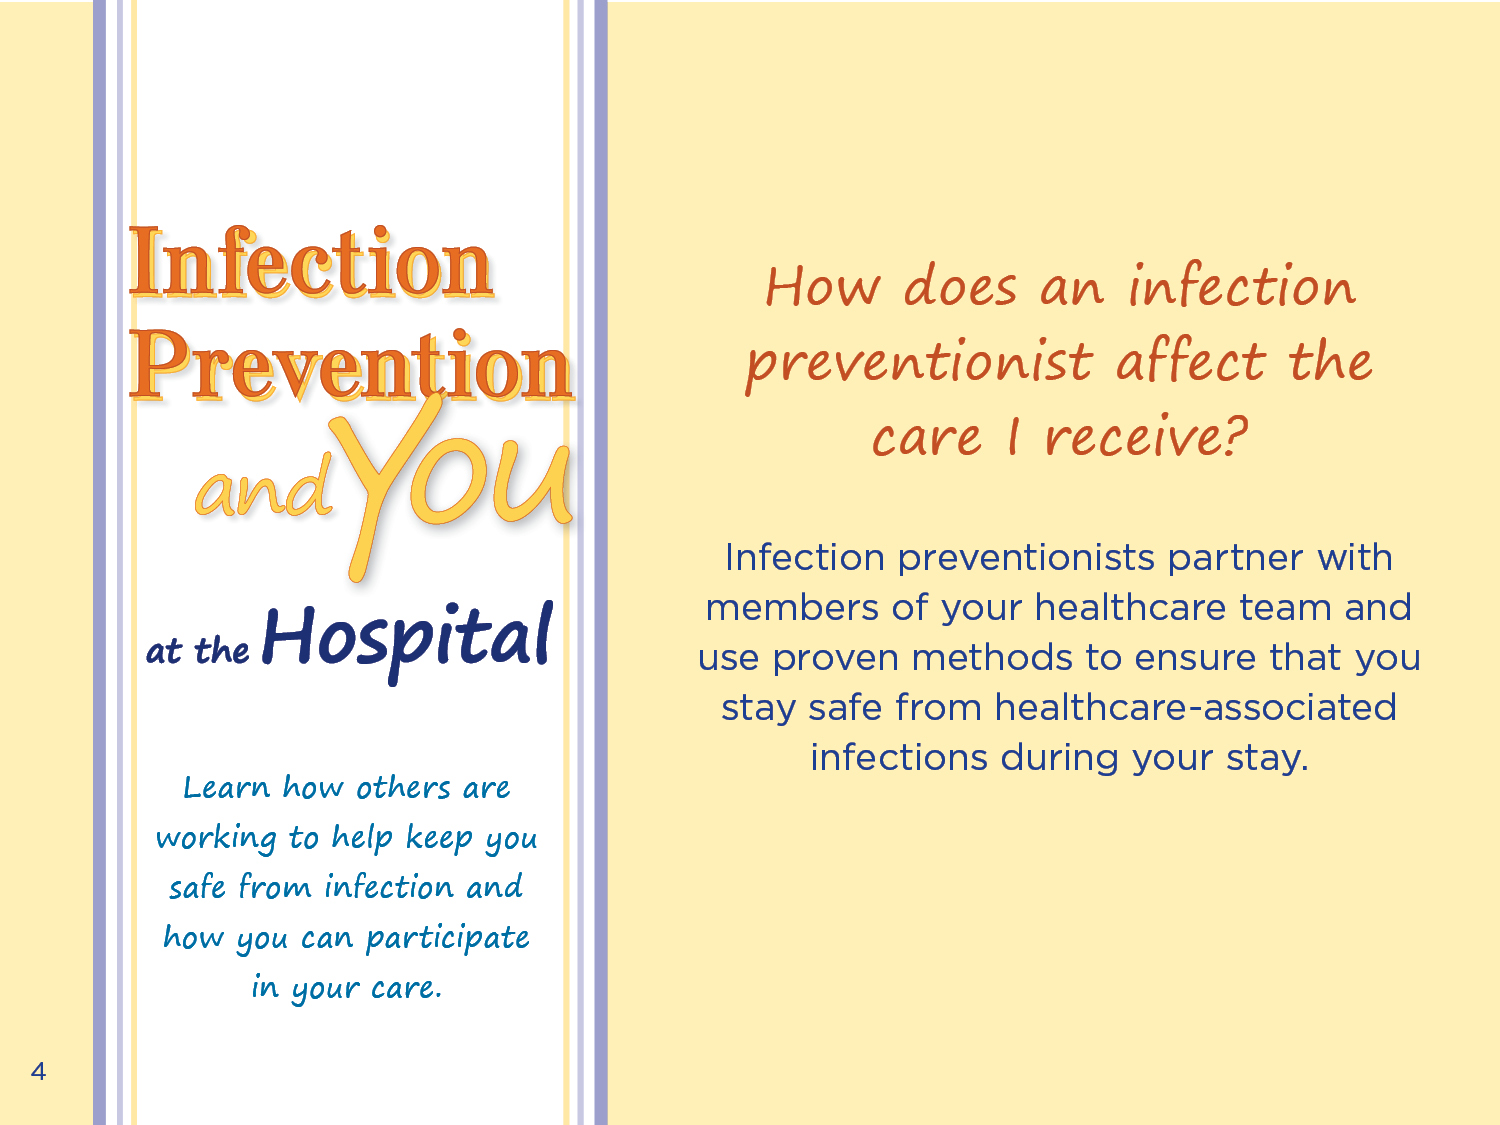 Infection
Prevention
and You
at the Hospital
Learn how others are
working to help keep you
safe from infection and
how you can participate
in your care.
4
How does an infection
preventionist affect the
care I receive?
Infection preventionists partner with
members of your healthcare team and
use proven methods to ensure that you
stay safe from healthcare-associated
infections during your stay.